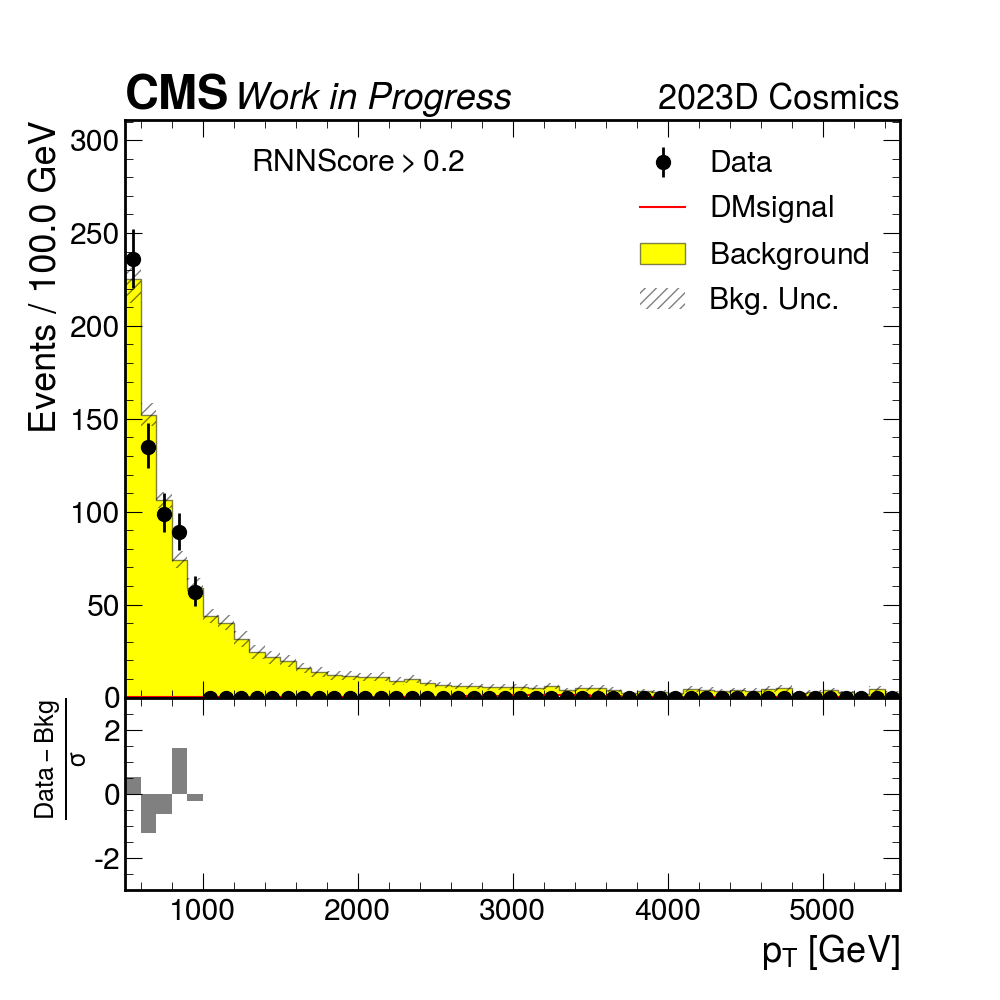 CMS Work in Progress 2023D Cosmics
RNNScore > 0.2
Data
DMsignal
Background
Bkg. Unc.
Events / 100.0 GeV
300
250
200
150
100
50
0
Data − Bkg
σ
2
0
-2
1000 2000 3000 4000 5000
pT [GeV]